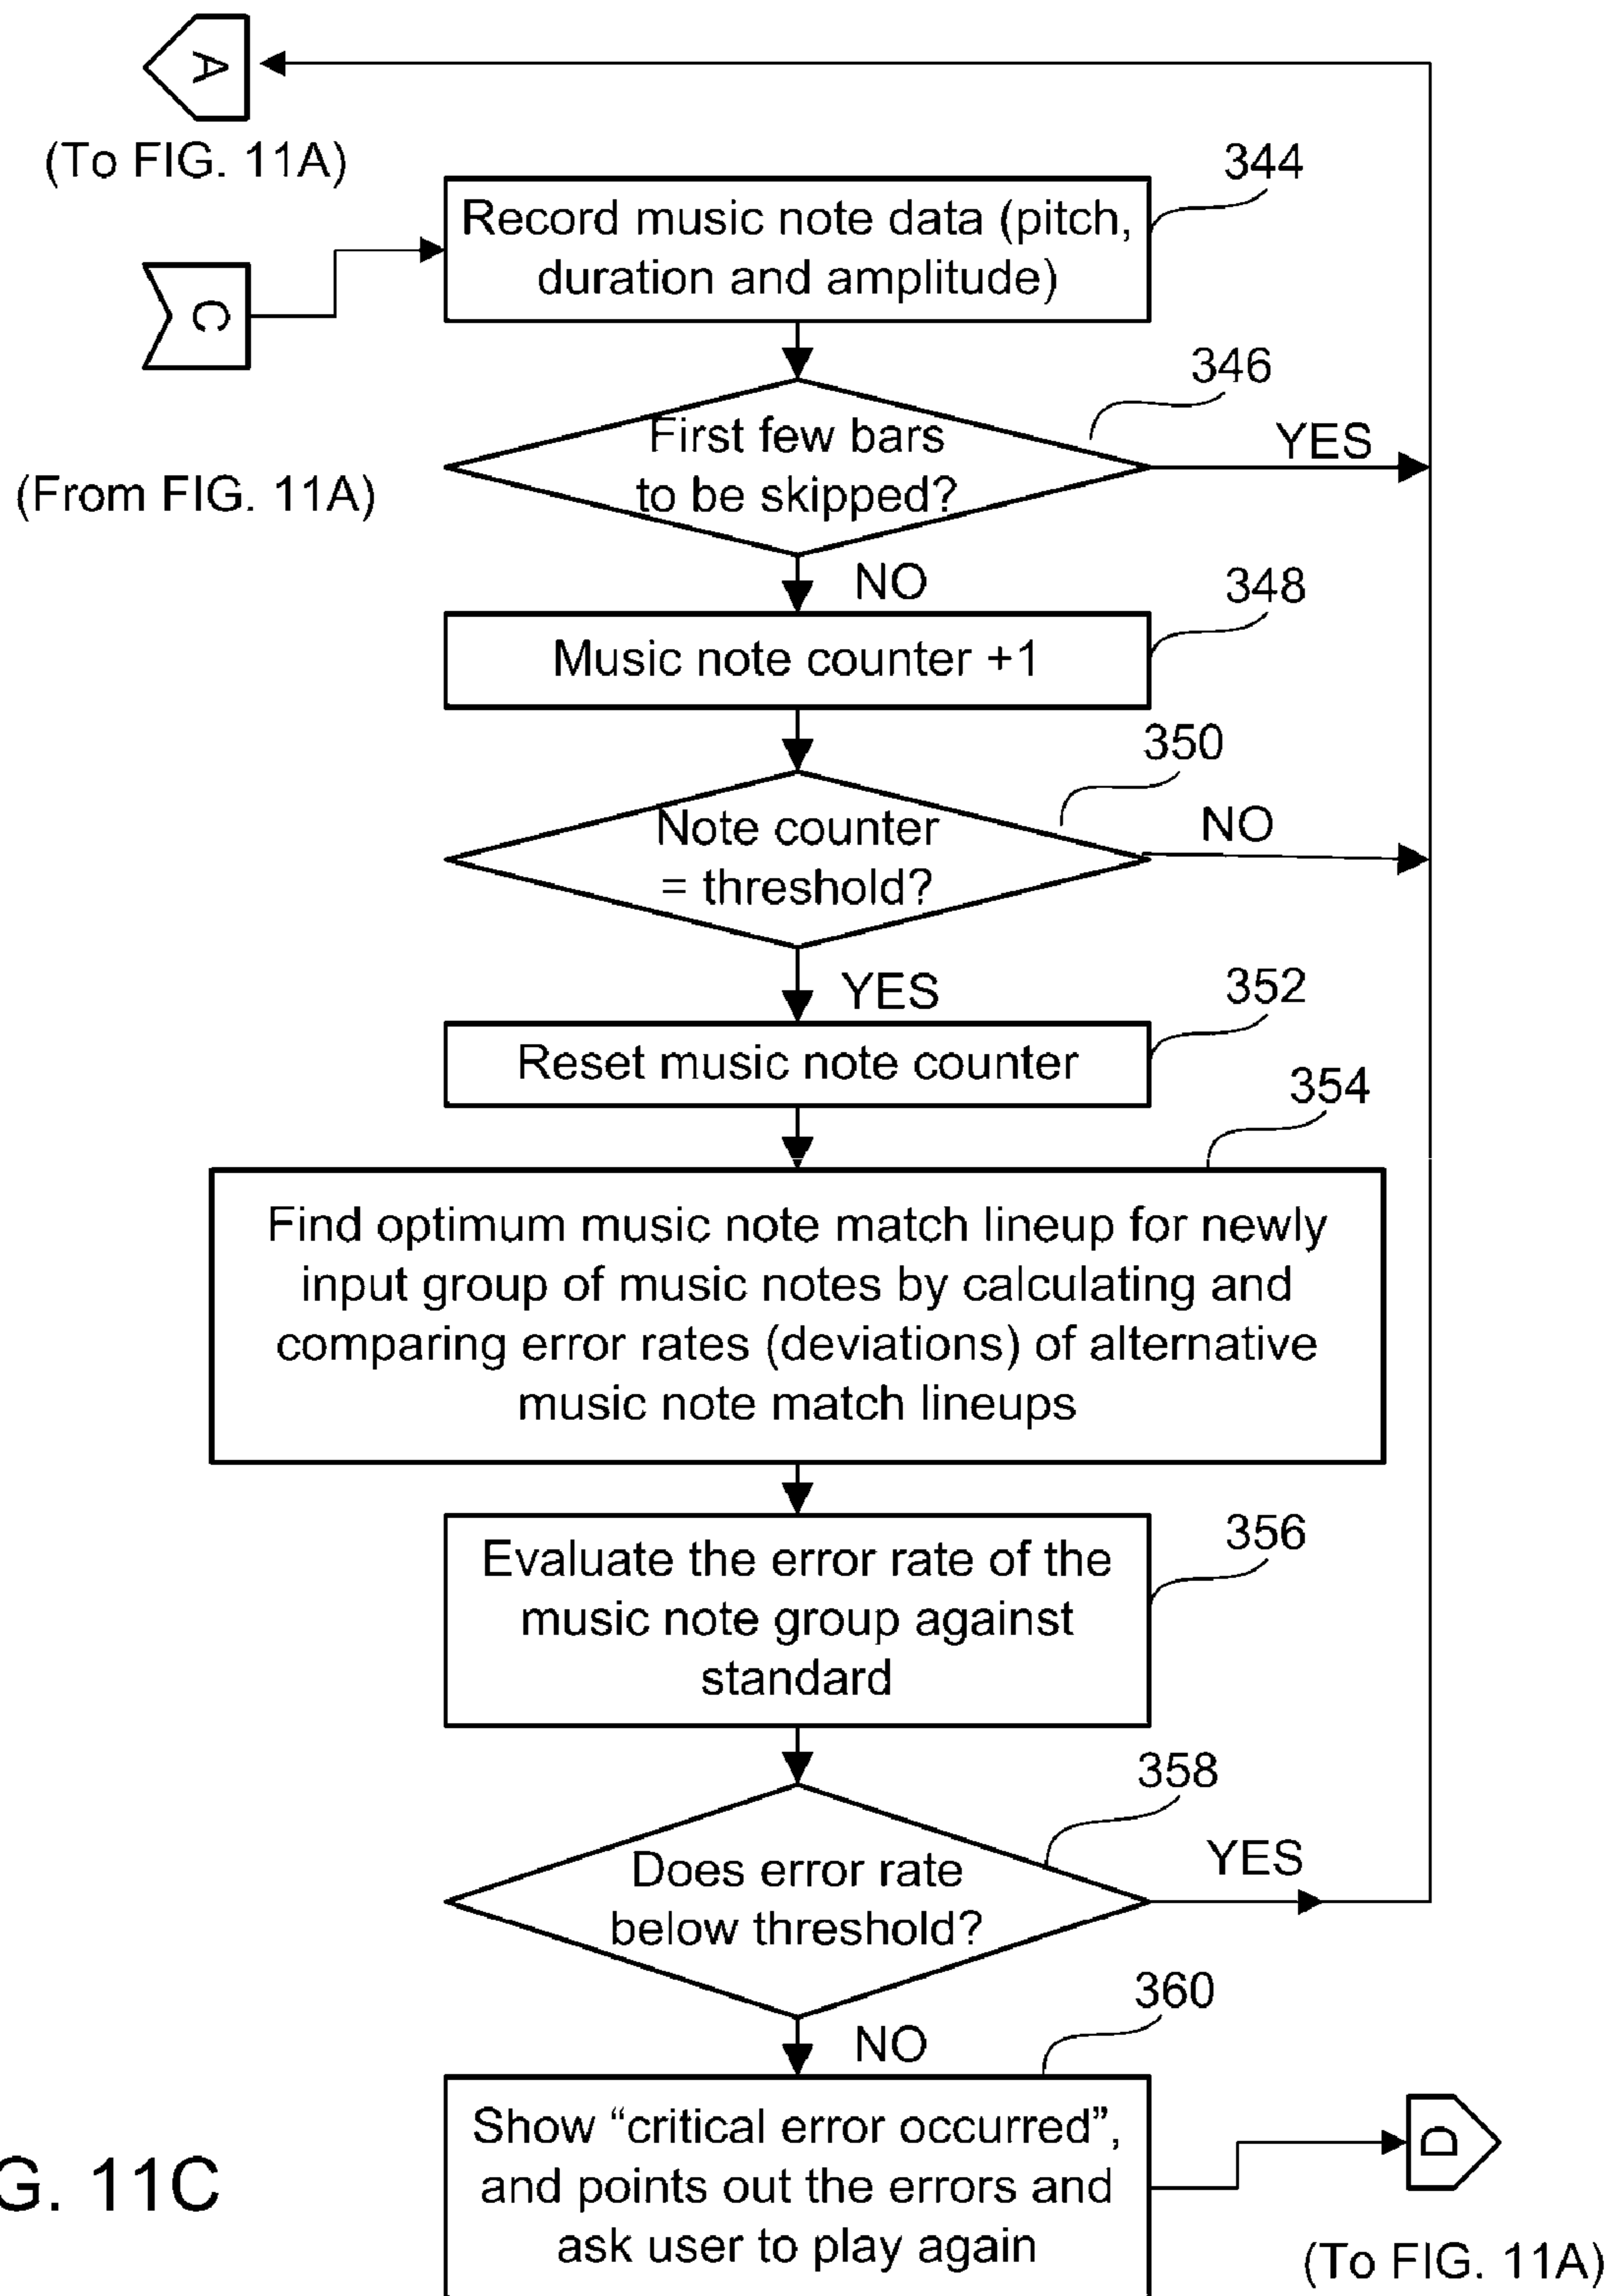 A
(To FIG. 11A)
344
Record music note data (pitch,
duration and amplitude)
C
(From FIG. 11A)
346
First few bars
to be skipped?
YES
NO
348
Music note counter +1
350
Note counter
= threshold?
NO
YES
352
Reset music note counter
354
Find optimum music note match lineup for newly
input group of music notes by calculating and
comparing error rates (deviations) of alternative
music note match lineups
356
Evaluate the error rate of the
music note group against
standard
358
Does error rate
below threshold?
YES
NO
360
Show “critical error occurred”,
and points out the errors and
ask user to play again
D
(To FIG. 11A)
G. 11C